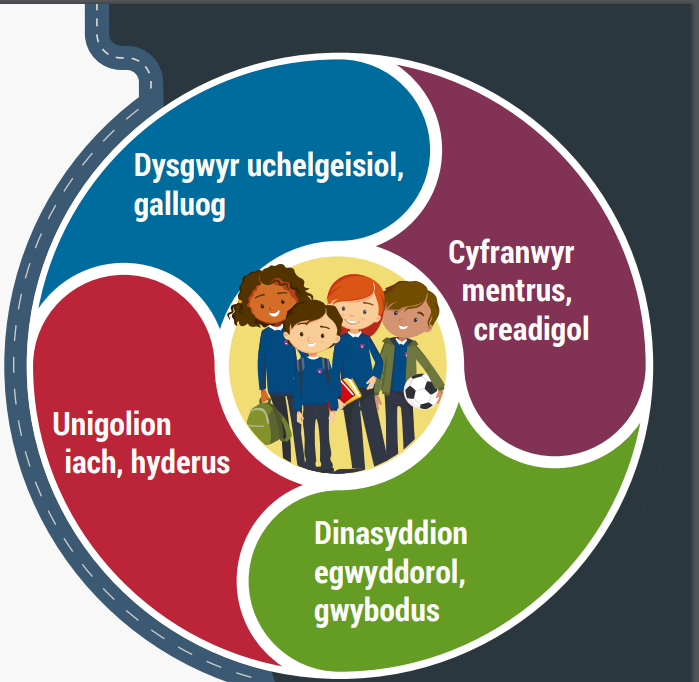 Dysgwyr uchelgeisiol,
galluog
Cyfranwyr
mentrus,
creadigol
Unigolion
iach, hyderus
Dinasyddion
egwyddorol,
gwybodus